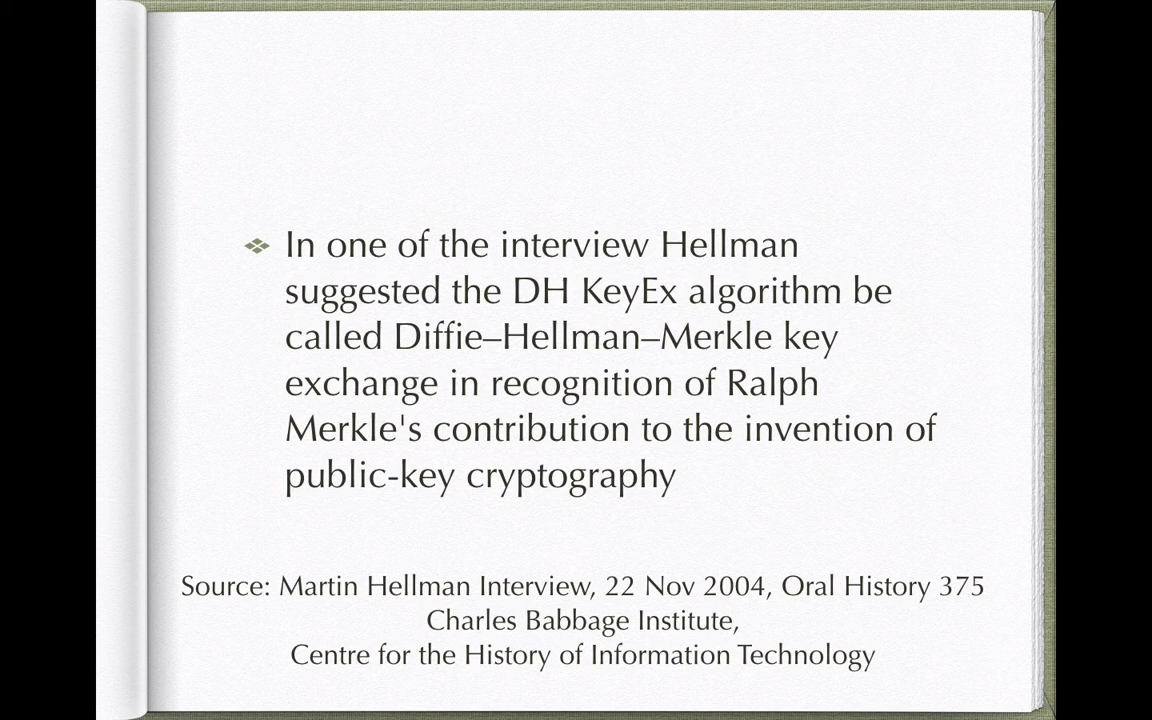 In one of the interview Hellman
suggested the DH KeyEx algorithm be
called Diffie–Hellman–Merkle key
exchange in recognition of Ralph
Merkle's contribution to the invention of
public-key cryptography
Source: Martin Hellman Interview, 22 Nov 2004, Oral History 375
Charles Babbage Institute,
Centre for the History of Information Technology